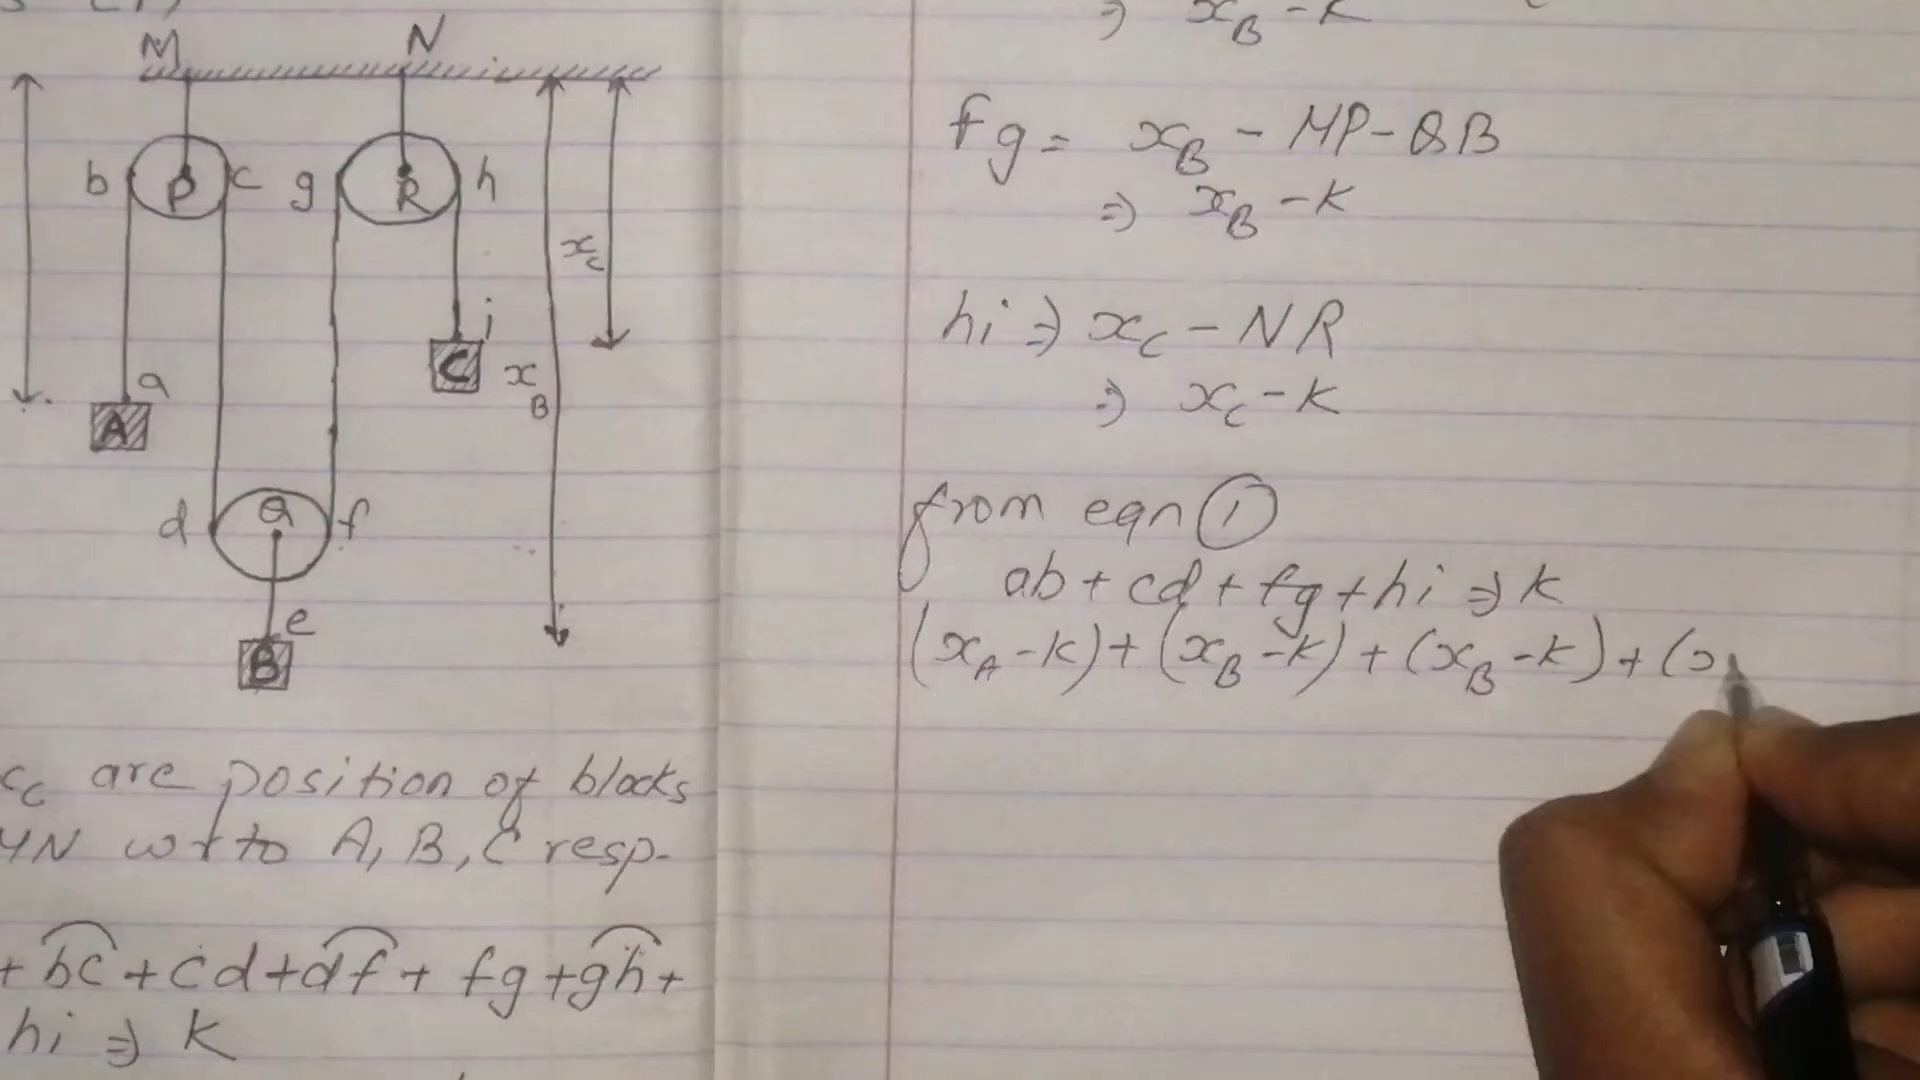 M N
b P c g R h
x_C
i
C
x_B
a
A
d Q f
e
B
are position of blocks
MN wr to A, B, C resp.
+ bc + cd + df + fg + gh +
hi ⇒ K
⇒ x_B - K
fg = x_B - MP - QB
⇒ x_B - K
hi ⇒ x_C - NR
⇒ x_C - K
from eqn ①
ab + cd + fg + hi ⇒ K
(x_A - K) + (x_B - K) + (x_B - K) + (x